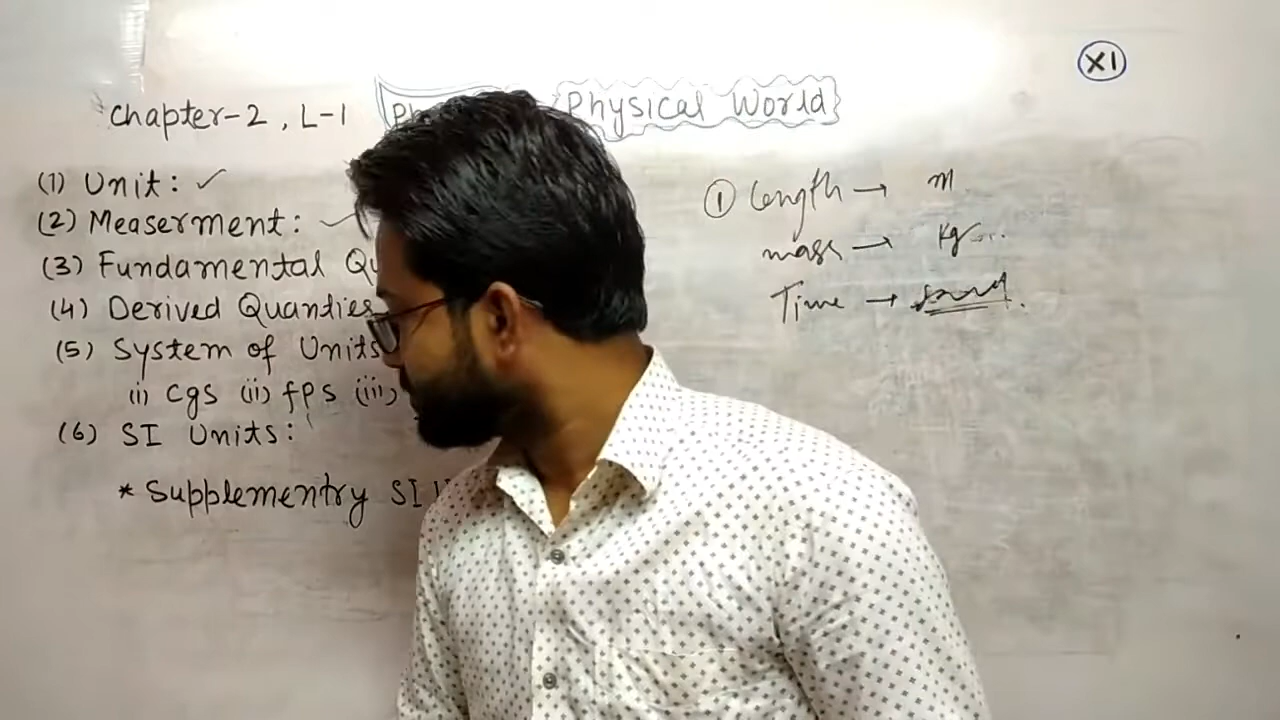 Chapter-2, L-1
Physical World
XI
(1) Unit: ✓
(2) Measerment:
(3) Fundamental Qu
(4) Derived Quandies
(5) System of Units
(i) cgs (ii) fps (iii)
(6) SI Units:
* Supplementry SI
① Length → m
mass → kg
Time →